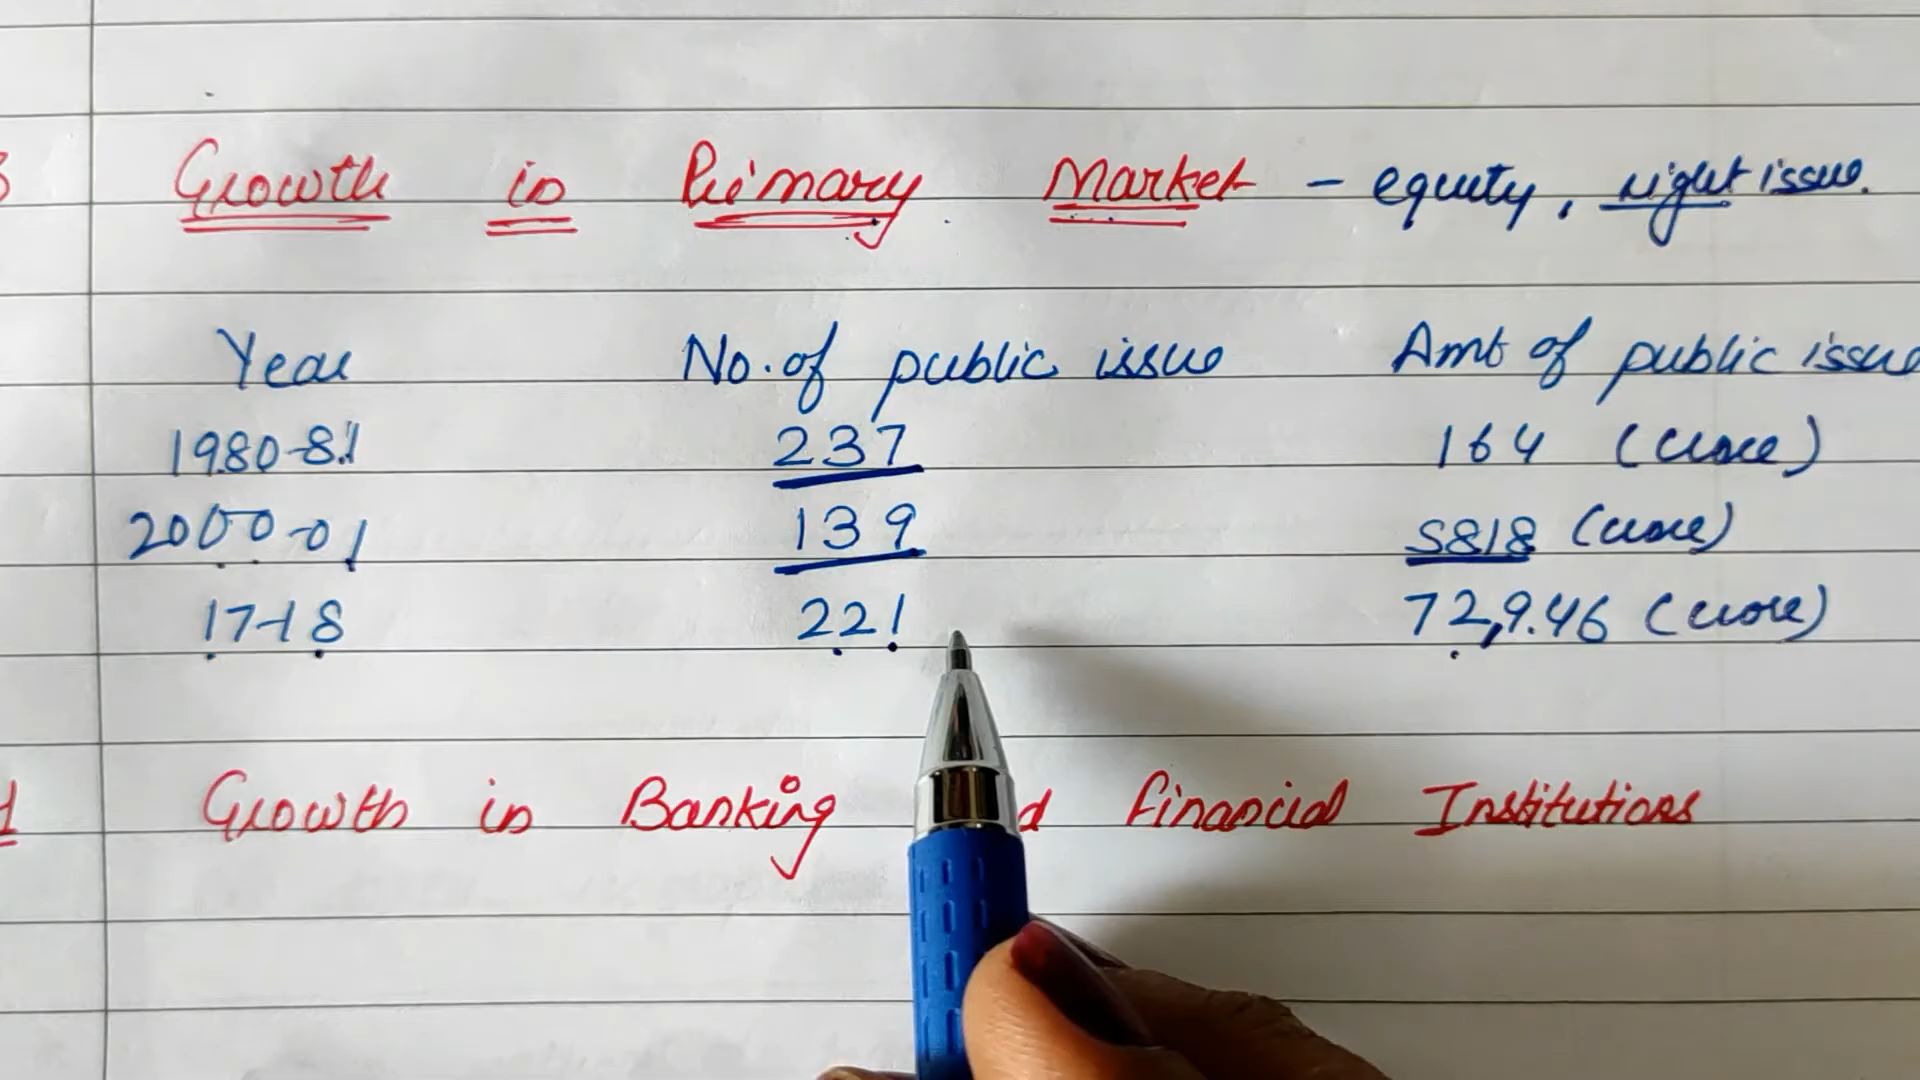 3 Growth in Primary Market - equity, right issue.
Year No. of public issue Amt of public issue
1980-81 237 164 (crore)
2000-01 139 5818 (crore)
17-18 221 72,9.46 (crore)
Growth in Banking d financial Institutions